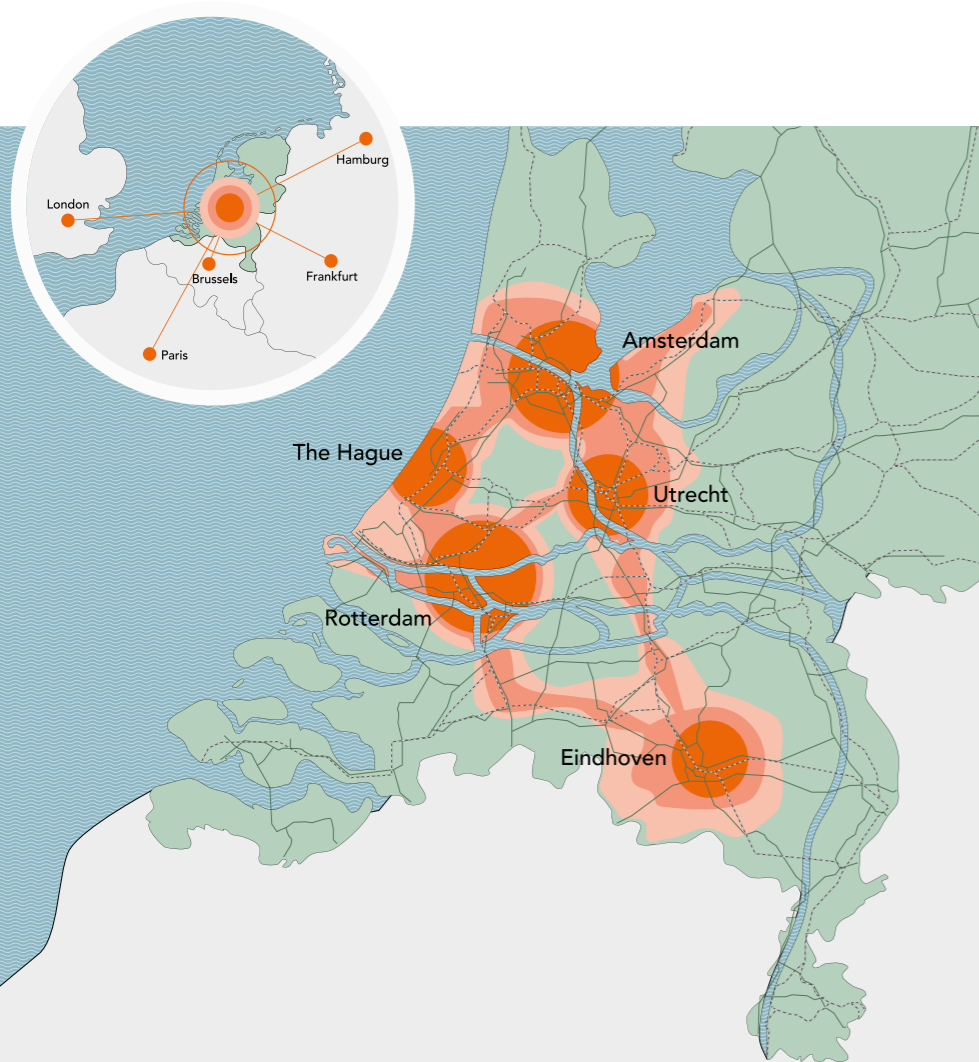 Hamburg
London
Brussels
Frankfurt
Paris
Amsterdam
The Hague
Utrecht
Rotterdam
Eindhoven